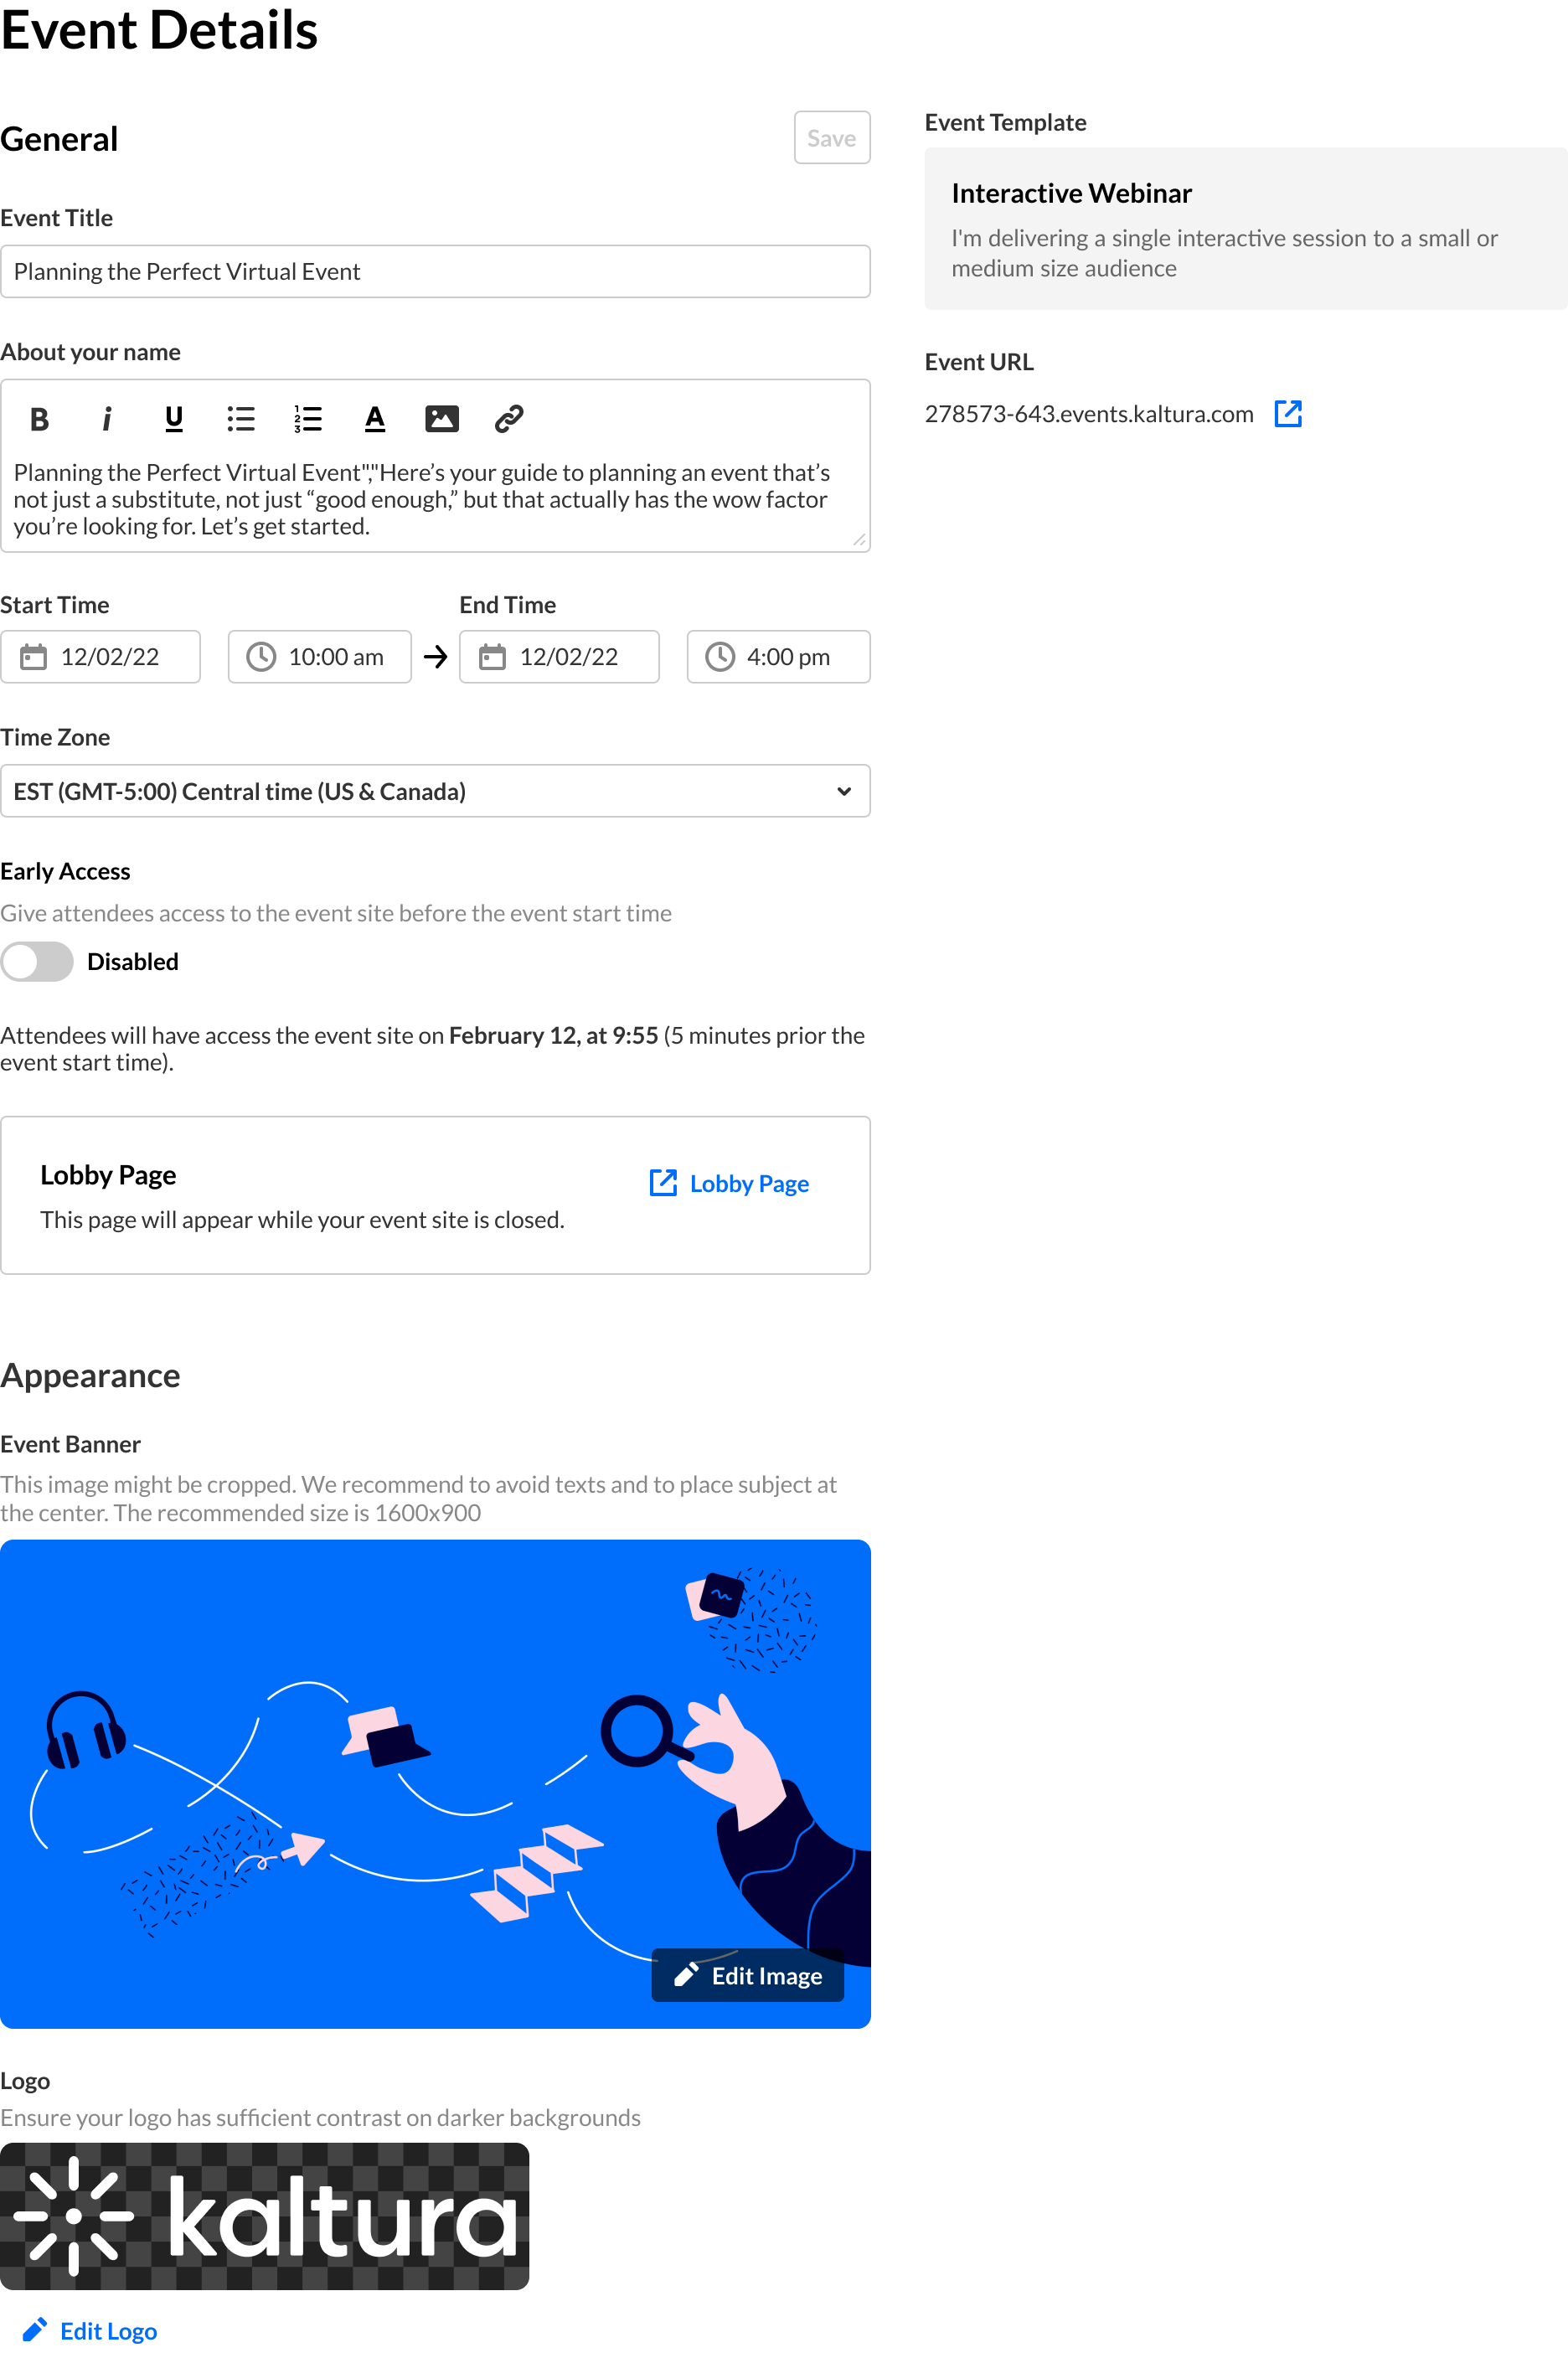 Event Details
General
Save
Event Title
Planning the Perfect Virtual Event
About your name
B i U A
Planning the Perfect Virtual Event","Here’s your guide to planning an event that’s
not just a substitute, not just “good enough,” but that actually has the wow factor
you’re looking for. Let’s get started.
Start Time
End Time
12/02/22
10:00 am
12/02/22
4:00 pm
Time Zone
EST (GMT-5:00) Central time (US & Canada)
Early Access
Give attendees access to the event site before the event start time
Disabled
Attendees will have access the event site on February 12, at 9:55 (5 minutes prior the
event start time).
Lobby Page
Lobby Page
This page will appear while your event site is closed.
Appearance
Event Banner
This image might be cropped. We recommend to avoid texts and to place subject at
the center. The recommended size is 1600x900
Edit Image
Logo
Ensure your logo has sufficient contrast on darker backgrounds
kaltura
Edit Logo
Event Template
Interactive Webinar
I'm delivering a single interactive session to a small or
medium size audience
Event URL
278573-643.events.kaltura.com